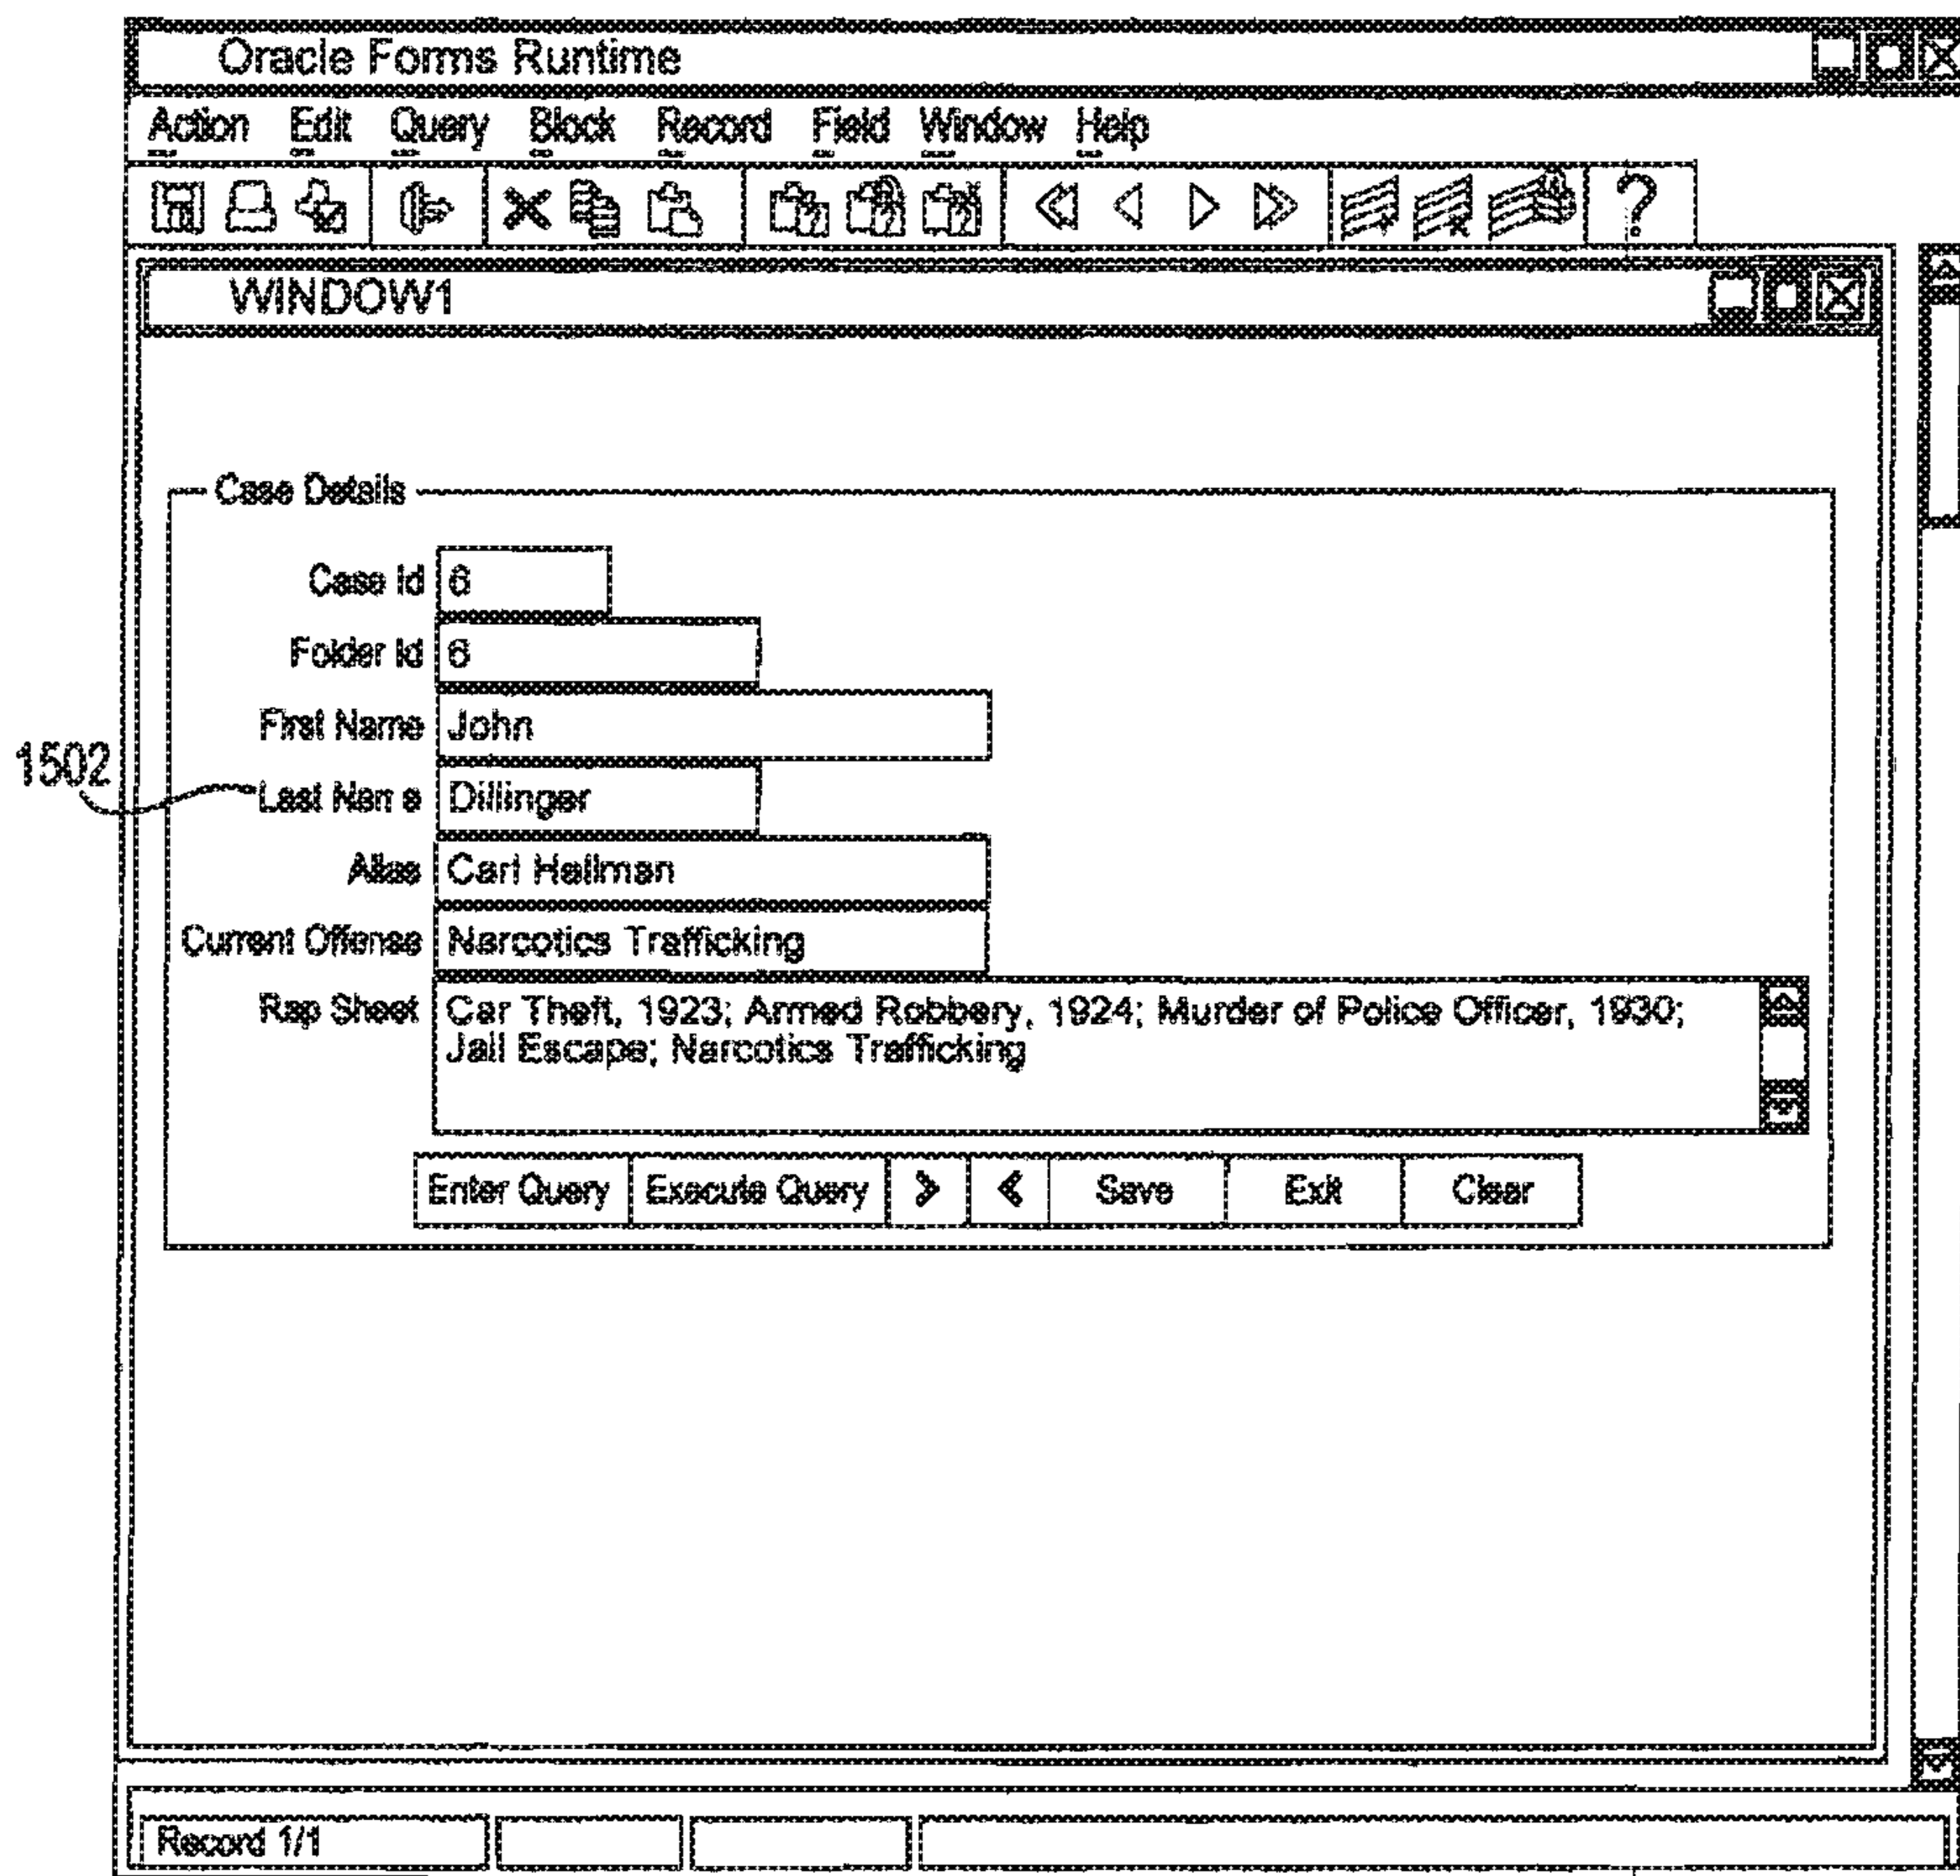 Oracle Forms Runtime
Action Edit Query Block Record Field Window Help
?
WINDOW1
Case Details
Case Id 6
Folder Id 6
First Name John
1502
Last Name Dillinger
Alias Carl Hellman
Current Offense Narcotics Trafficking
Rap Sheet Car Theft, 1923; Armed Robbery, 1924; Murder of Police Officer, 1930;
Jail Escape; Narcotics Trafficking
Enter Query Execute Query > < Save Exit Clear
Record 1/1